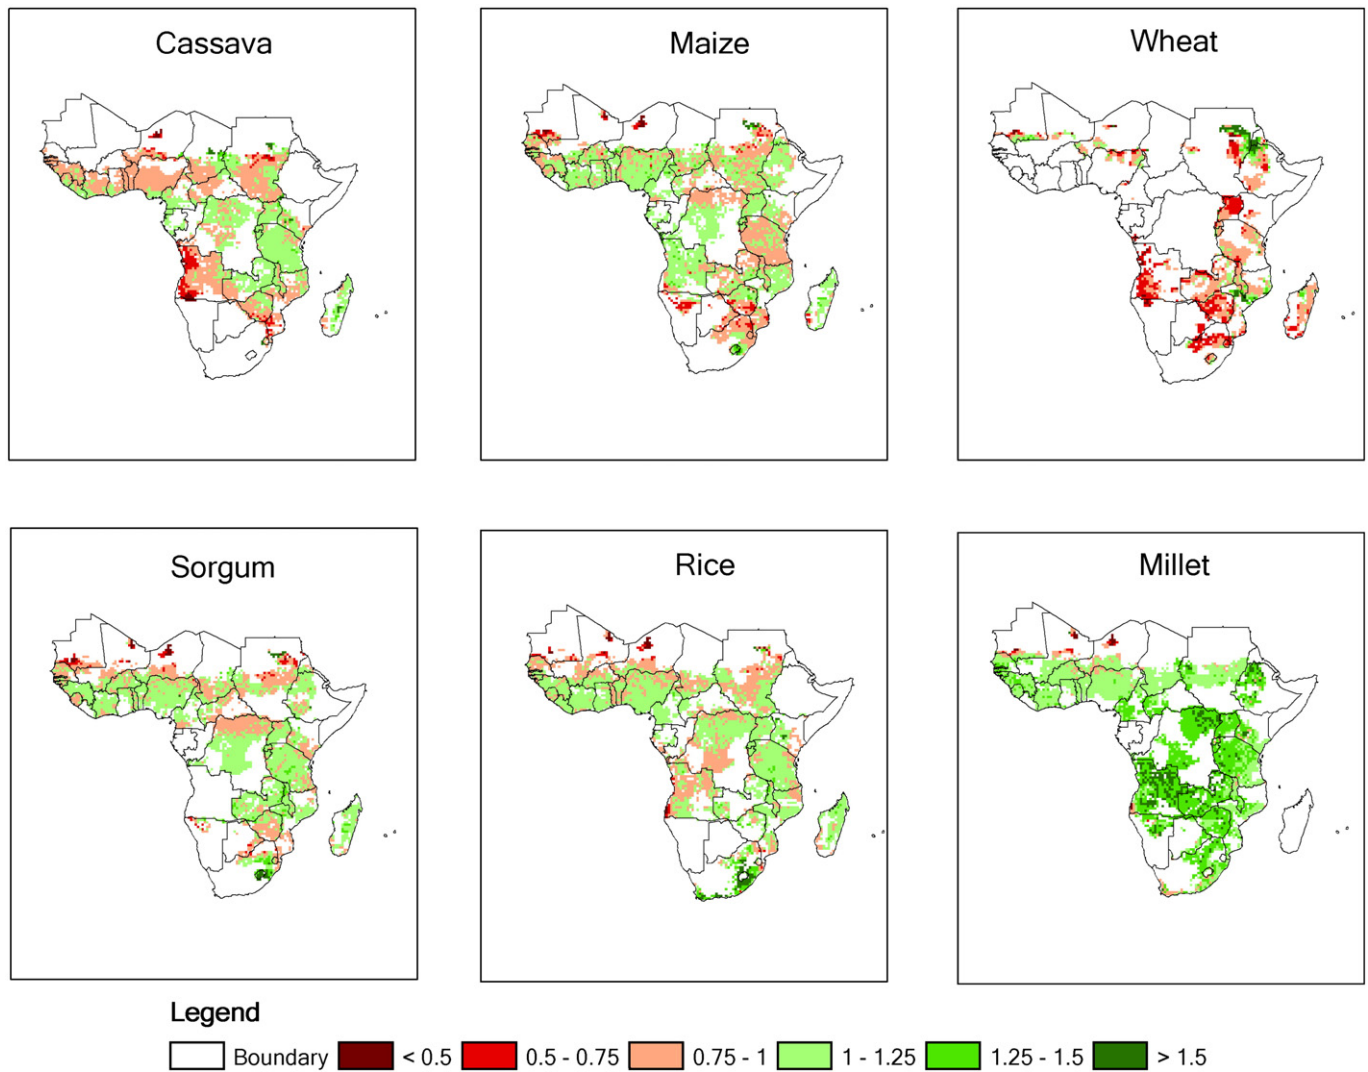 Cassava
Maize
Wheat
Sorgum
Rice
Millet
Legend
Boundary < 0.5 0.5 - 0.75 0.75 - 1 1 - 1.25 1.25 - 1.5 > 1.5